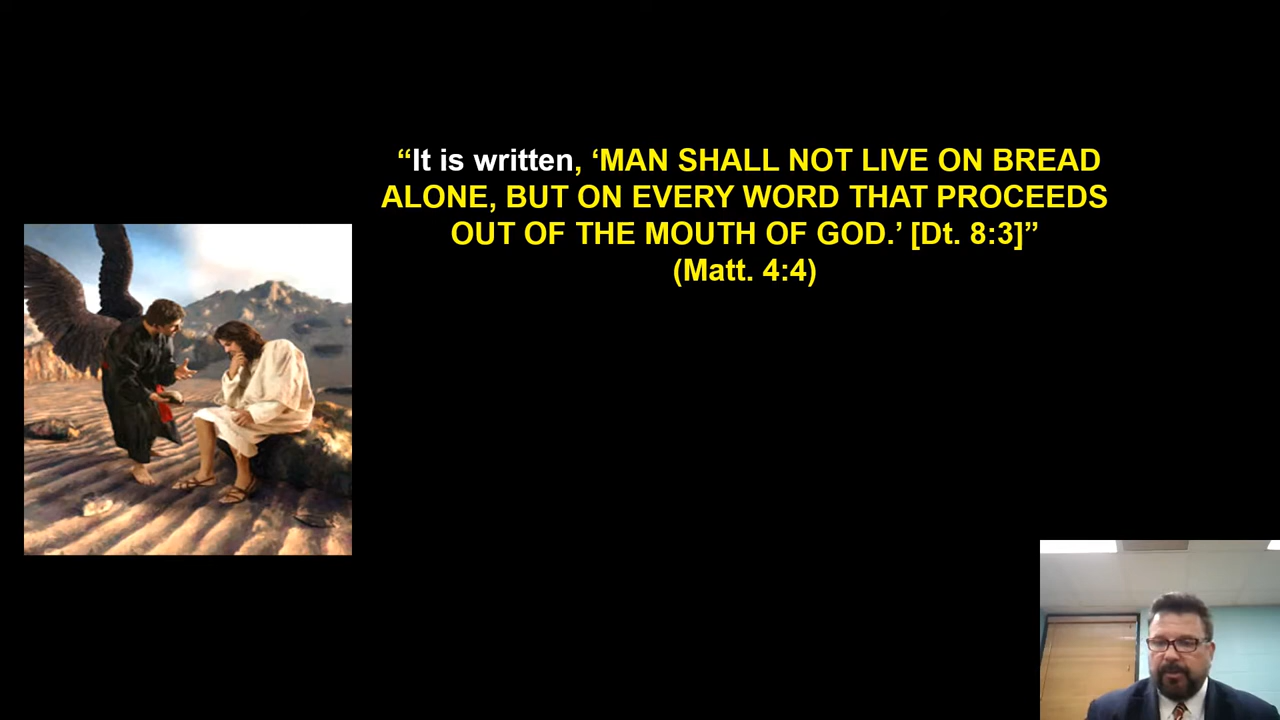 “It is written, ‘MAN SHALL NOT LIVE ON BREAD
ALONE, BUT ON EVERY WORD THAT PROCEEDS
OUT OF THE MOUTH OF GOD.’ [Dt. 8:3]”
(Matt. 4:4)